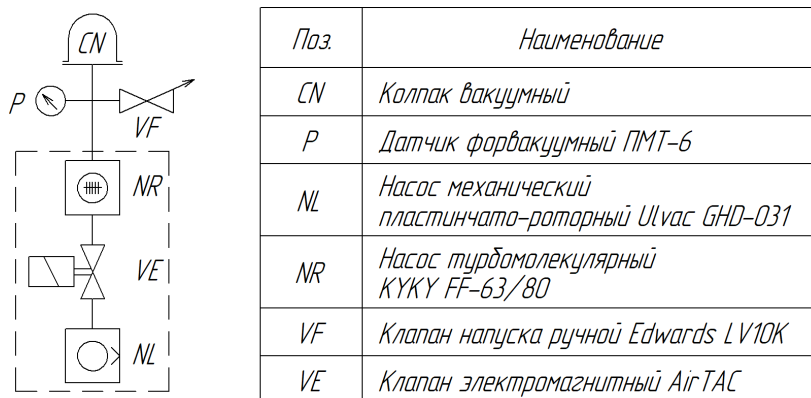 CN
P
VF
NR
VE
NL
Поз.
Наименование
CN
Колпак вакуумный
P
Датчик форвакуумный ПМТ-6
NL
Насос механический
пластинчато-роторный Ulvac GHD-031
NR
Насос турбомолекулярный
KYKY FF-63/80
VF
Клапан напуска ручной Edwards LV10K
VE
Клапан электромагнитный AirTAC